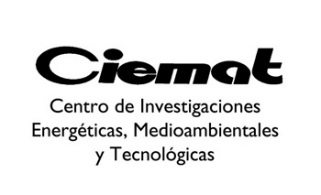 Ciemat
Centro de Investigaciones
Energéticas, Medioambientales
y Tecnológicas